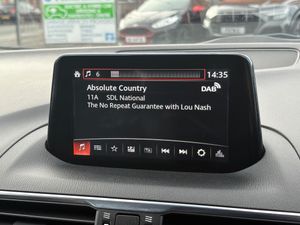 6
14:35
Absolute Country
DAB
11A SDL National
The No Repeat Guarantee with Lou Nash